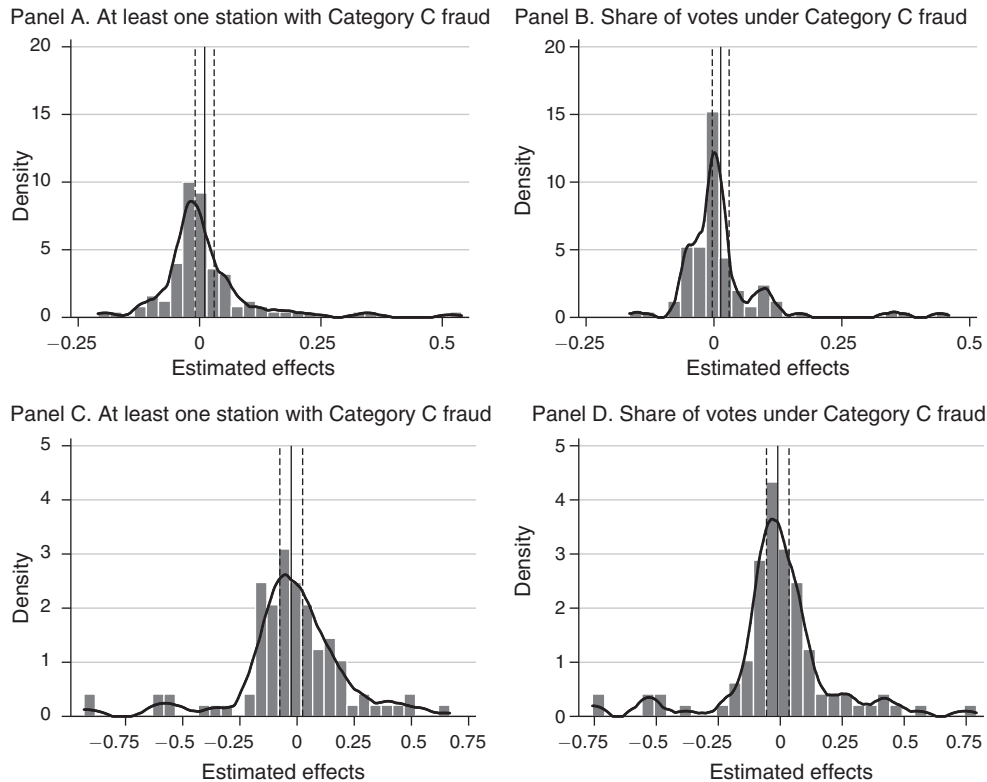 Panel A. At least one station with Category C fraud
20
15
10
5
0
Density
−0.25 0 0.25 0.5
Estimated effects
Panel B. Share of votes under Category C fraud
20
15
10
5
0
Density
−0.25 0 0.25 0.5
Estimated effects
Panel C. At least one station with Category C fraud
5
4
3
2
1
0
Density
−0.75 −0.5 −0.25 0 0.25 0.5 0.75
Estimated effects
Panel D. Share of votes under Category C fraud
5
4
3
2
1
0
Density
−0.75 −0.5 −0.25 0 0.25 0.5 0.75
Estimated effects